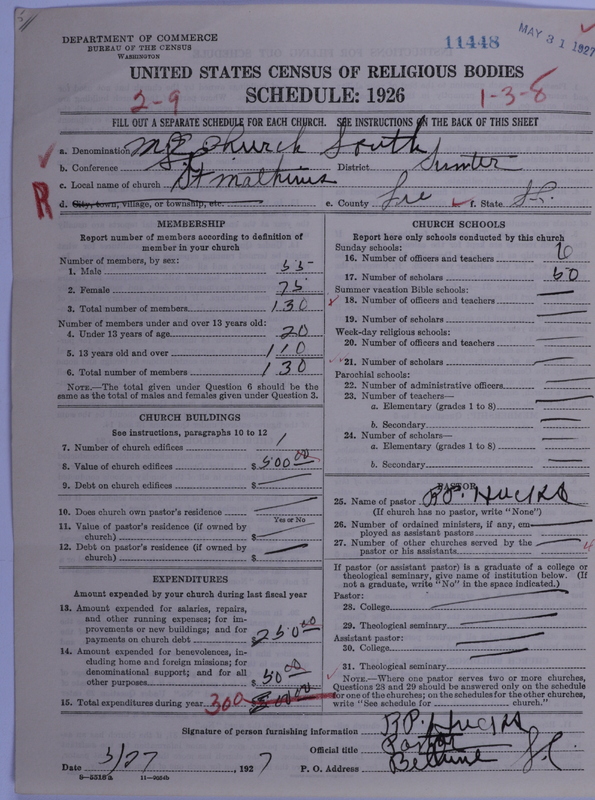 DEPARTMENT OF COMMERCE
BUREAU OF THE CENSUS
WASHINGTON
11448
MAY 31 1927
UNITED STATES CENSUS OF RELIGIOUS BODIES
2-9 SCHEDULE: 1926 1-3-8
FILL OUT A SEPARATE SCHEDULE FOR EACH CHURCH. SEE INSTRUCTIONS ON THE BACK OF THIS SHEET
a. Denomination M E Church South
b. Conference S. C. District Sumter
c. Local name of church St Mathius
R
d. City, town, village, or township, etc. e. County Lee f. State S.C.
MEMBERSHIP
Report number of members according to definition of
member in your church
Number of members, by sex:
1. Male 55
2. Female 75
3. Total number of members 130
Number of members under and over 13 years old:
4. Under 13 years of age 20
5. 13 years old and over 110
6. Total number of members 130
NOTE.—The total given under Question 6 should be
the same as the total of males and females given under Question 3.
CHURCH BUILDINGS
See instructions, paragraphs 10 to 12
7. Number of church edifices 1
8. Value of church edifices $500.00
9. Debt on church edifices $
10. Does church own pastor's residence?
Yes or No
11. Value of pastor's residence (if owned by
church) $
12. Debt on pastor's residence (if owned by
church) $
EXPENDITURES
Amount expended by your church during last fiscal year
13. Amount expended for salaries, repairs,
and other running expenses; for im-
provements or new buildings; and for
payments on church debt $250.00
14. Amount expended for benevolences, in-
cluding home and foreign missions; for
denominational support; and for all
other purposes $50.00
15. Total expenditures during year 300
CHURCH SCHOOLS
Report here only schools conducted by this church
Sunday schools:
16. Number of officers and teachers 6
17. Number of scholars 60
Summer vacation Bible schools:
18. Number of officers and teachers
19. Number of scholars
Week-day religious schools:
20. Number of officers and teachers
21. Number of scholars
Parochial schools:
22. Number of administrative officers
23. Number of teachers—
a. Elementary (grades 1 to 8)
b. Secondary
24. Number of scholars—
a. Elementary (grades 1 to 8)
b. Secondary
PASTOR
25. Name of pastor B.P. Hucks
(If church has no pastor, write "None")
26. Number of ordained ministers, if any, em-
ployed as assistant pastors
27. Number of other churches served by the
pastor or his assistants 4
If pastor (or assistant pastor) is a graduate of a college or
theological seminary, give name of institution below. (If
not a graduate, write "No" in the space indicated.)
Pastor:
28. College
29. Theological seminary
Assistant pastor:
30. College
31. Theological seminary
NOTE.—Where one pastor serves two or more churches,
Questions 28 and 29 should be answered only on the schedule
for one of the churches; on the schedules for the other churches,
write "See schedule for church."
Signature of person furnishing information B.P. Hucks
Official title Pastor
Date 5/27, 1927 P. O. Address Bethune S.C.
8-5518a 11-9554b